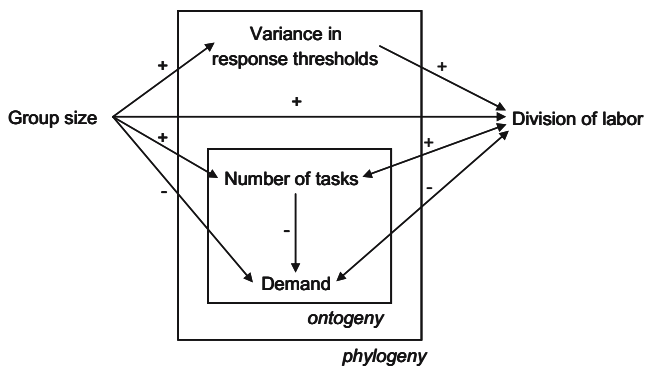 Variance in
response thresholds
+
+
+
Group size
Division of labor
+
+
Number of tasks
-
-
-
Demand
ontogeny
phylogeny